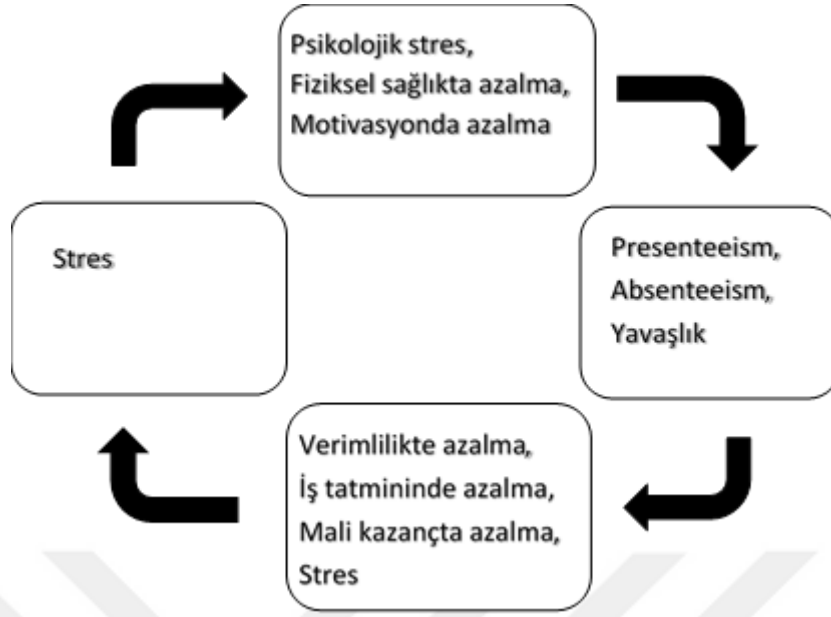 Psikolojik stres,
Fiziksel sağlıkta azalma,
Motivasyonda azalma
Stres
Presenteeism,
Absenteeism,
Yavaşlık
Verimlilikte azalma,
İş tatmininde azalma,
Mali kazançta azalma,
Stres